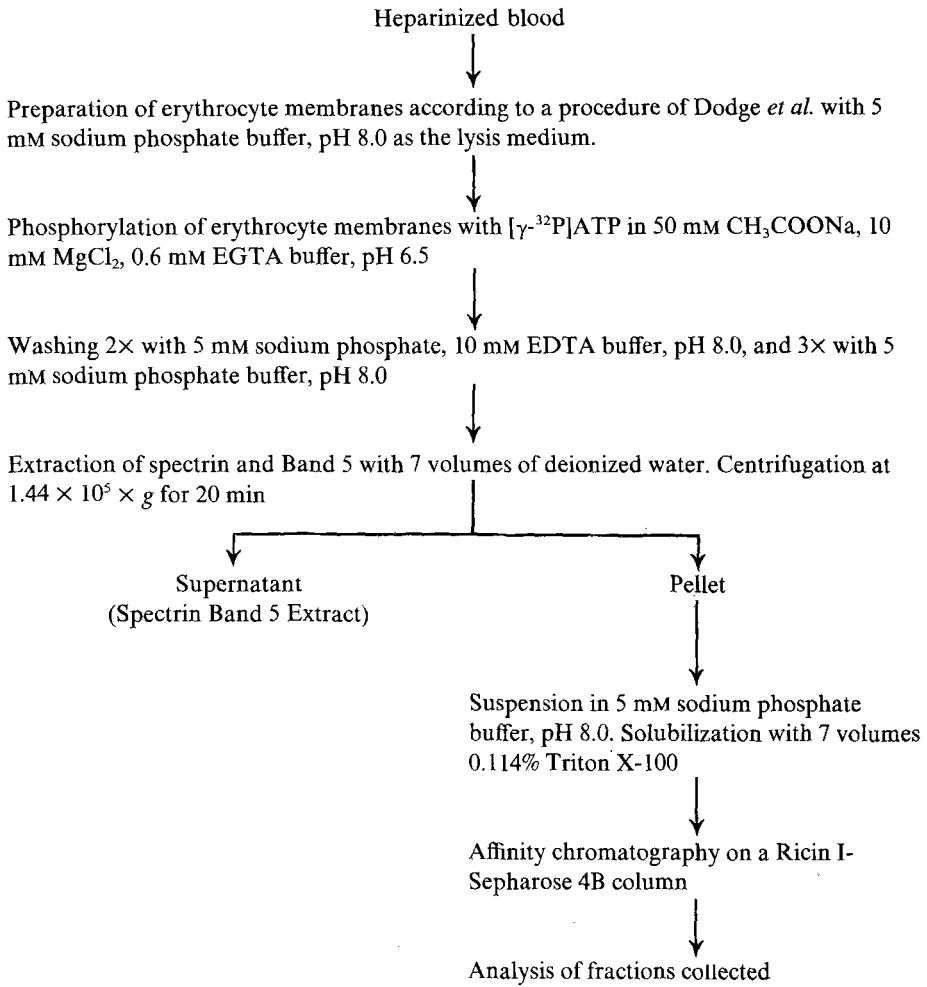 Heparinized blood
Preparation of erythrocyte membranes according to a procedure of Dodge et al. with 5
mM sodium phosphate buffer, pH 8.0 as the lysis medium.
Phosphorylation of erythrocyte membranes with [γ-³²P]ATP in 50 mM CH₃COONa, 10
mM MgCl₂, 0.6 mM EGTA buffer, pH 6.5
Washing 2× with 5 mM sodium phosphate, 10 mM EDTA buffer, pH 8.0, and 3× with 5
mM sodium phosphate buffer, pH 8.0
Extraction of spectrin and Band 5 with 7 volumes of deionized water. Centrifugation at
1.44 × 10⁵ × g for 20 min
Supernatant
(Spectrin Band 5 Extract)
Pellet
Suspension in 5 mM sodium phosphate
buffer, pH 8.0. Solubilization with 7 volumes
0.114% Triton X-100
Affinity chromatography on a Ricin I-
Sepharose 4B column
Analysis of fractions collected